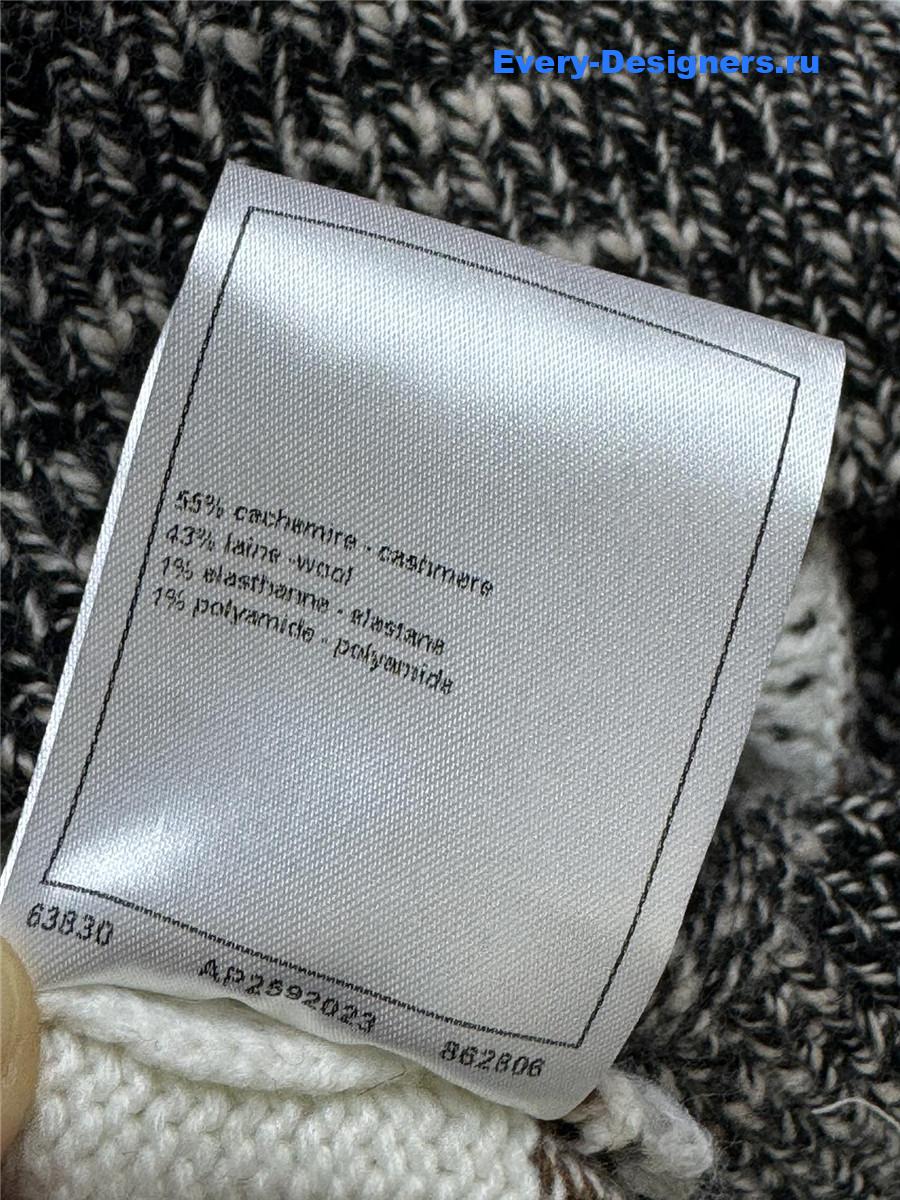 Every-Designers.ru
55% cachemire - cashmere
43% laine -wool
1% elasthanne - elastane
1% polyamide - polyamide
63830
AP2592023
862806